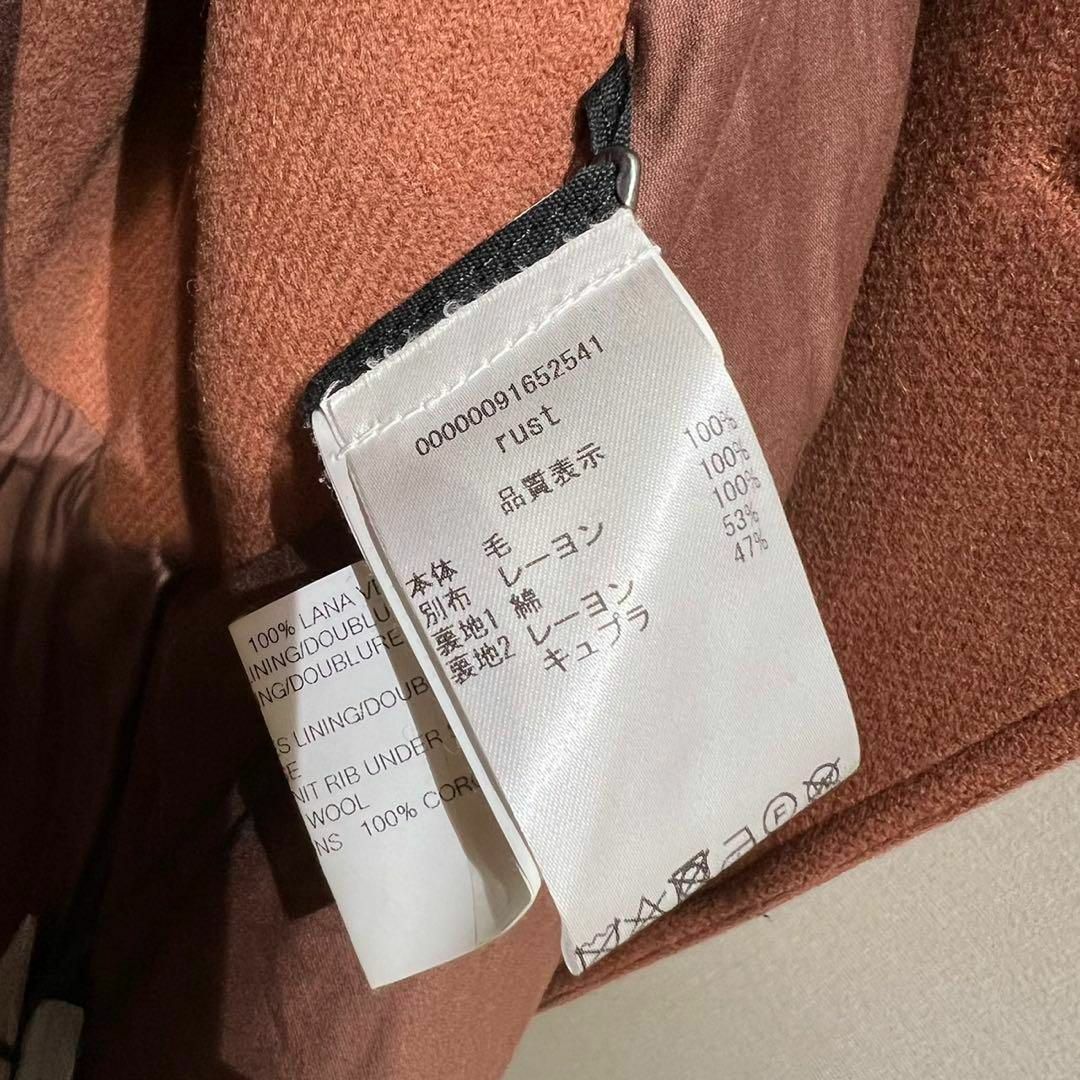 0000091652541
rust
品質表示
本体 毛 100%
別布 レーヨン 100%
裏地1 綿 100%
裏地2 レーヨン 53%
キュプラ 47%
100% LANA
LINING/DOUBLU
NG/DOUBLURE
S LINING/DOUB
RE
NIT RIB UNDER
WOOL
NS 100%